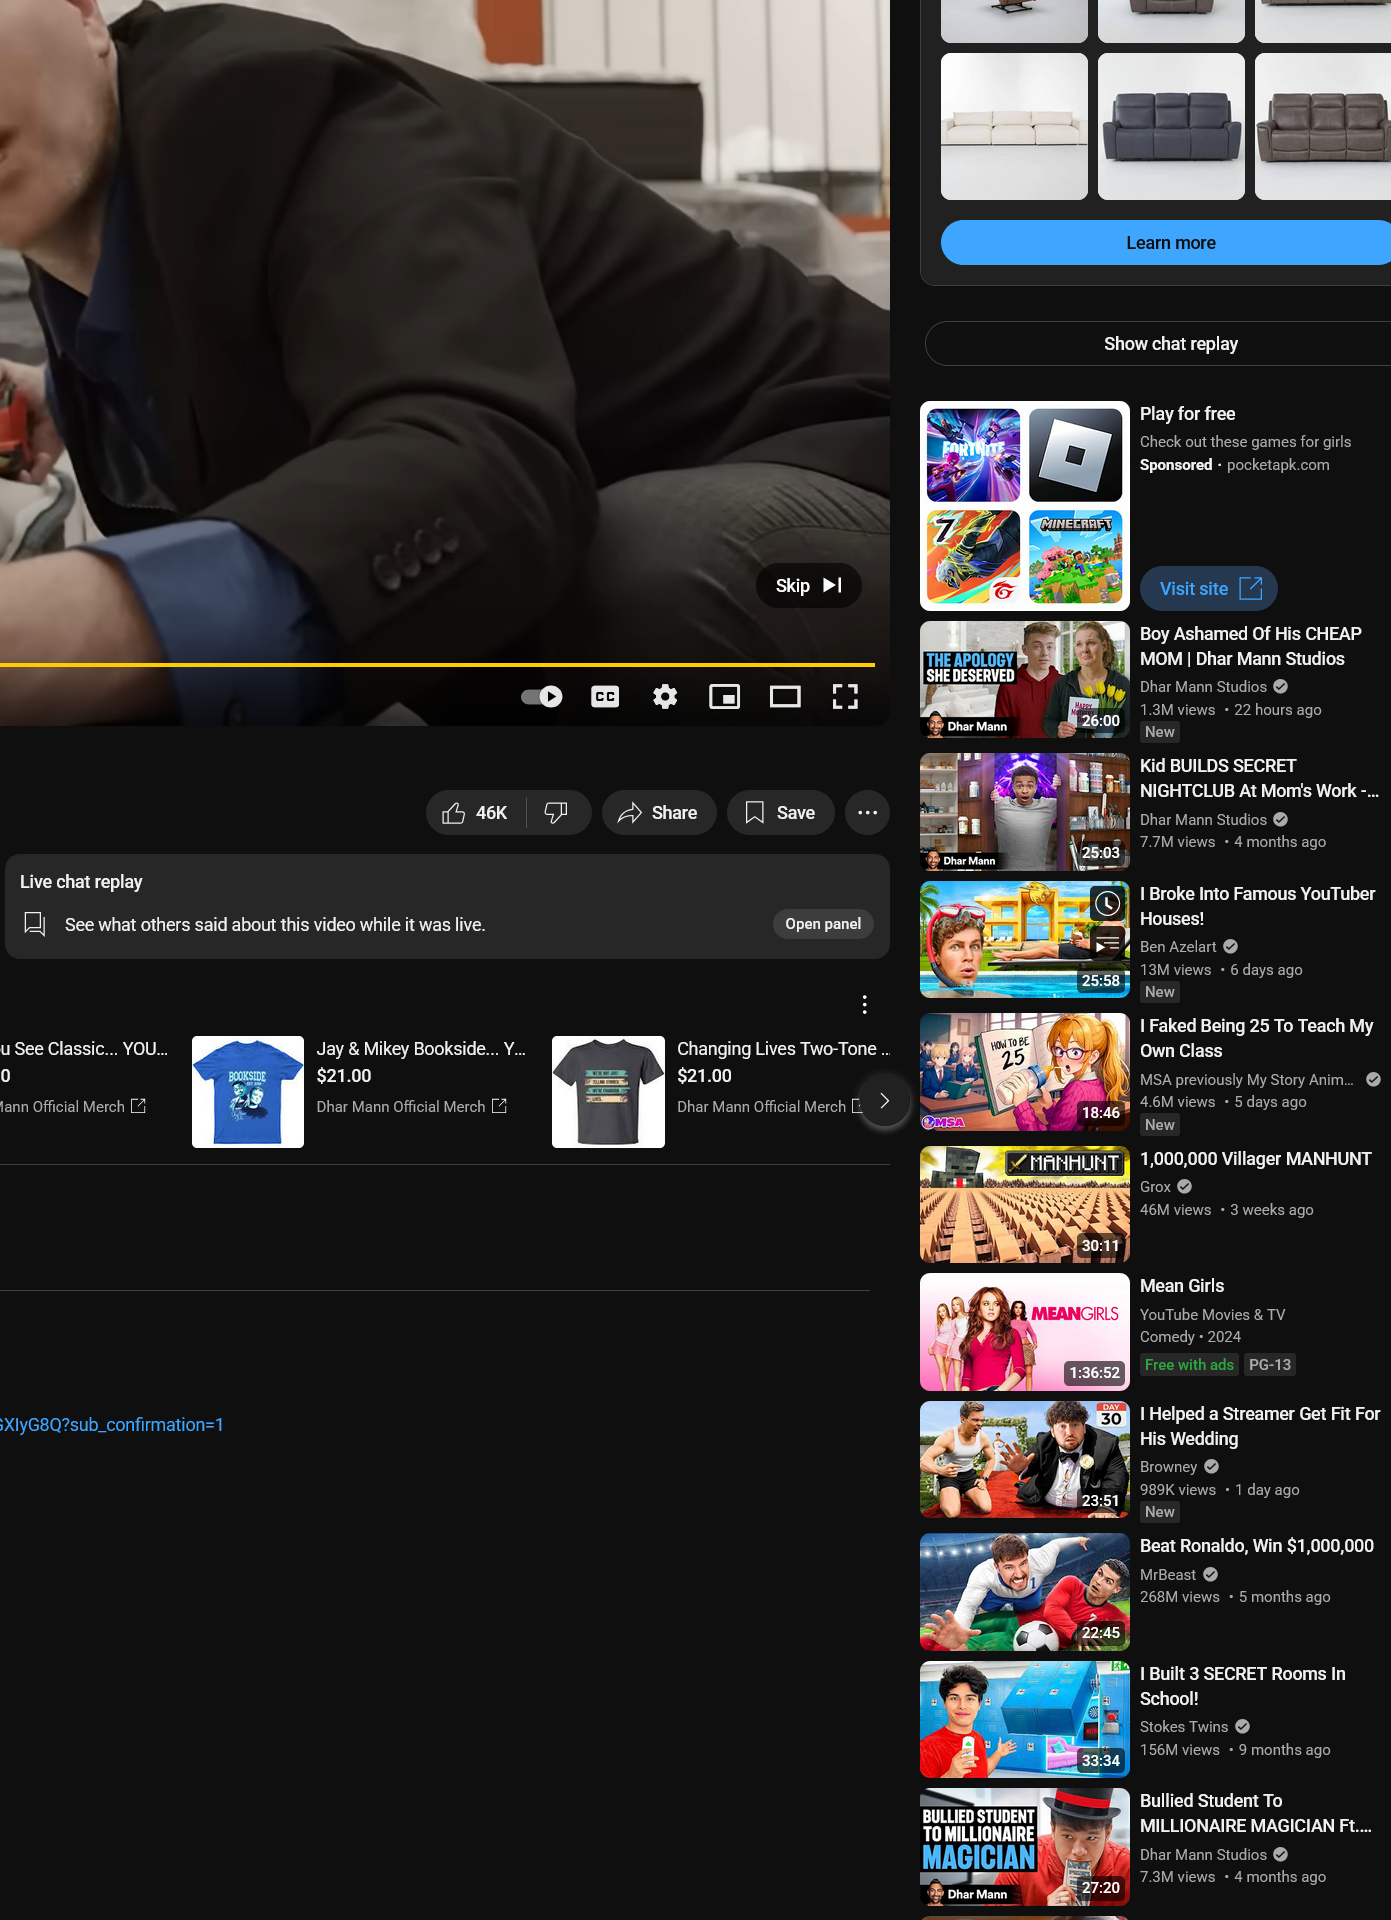 Learn more
Show chat replay
Skip
46K
Share
Save
Live chat replay
See what others said about this video while it was live.
Open panel
ou See Classic... YOU...
0
Mann Official Merch
BOOKSIDE
Jay & Mikey Bookside... Y...
$21.00
Dhar Mann Official Merch
Changing Lives Two-Tone ...
$21.00
Dhar Mann Official Merch
GXIyG8Q?sub_confirmation=1
FORTNITE
7
MINECRAFT
Play for free
Check out these games for girls
Sponsored • pocketapk.com
Visit site
THE APOLOGY
SHE DESERVED
HAPPY
Dhar Mann
26:00
Boy Ashamed Of His CHEAP
MOM | Dhar Mann Studios
Dhar Mann Studios
1.3M views • 22 hours ago
New
Dhar Mann
25:03
Kid BUILDS SECRET
NIGHTCLUB At Mom's Work -...
Dhar Mann Studios
7.7M views • 4 months ago
25:58
I Broke Into Famous YouTuber
Houses!
Ben Azelart
13M views • 6 days ago
New
HOW TO BE
25
MSA
18:46
I Faked Being 25 To Teach My
Own Class
MSA previously My Story Anim...
4.6M views • 5 days ago
New
MANHUNT
30:11
1,000,000 Villager MANHUNT
Grox
46M views • 3 weeks ago
MEAN GIRLS
1:36:52
Mean Girls
YouTube Movies & TV
Comedy • 2024
Free with ads
PG-13
DAY
30
23:51
I Helped a Streamer Get Fit For
His Wedding
Browney
989K views • 1 day ago
New
1
22:45
Beat Ronaldo, Win $1,000,000
MrBeast
268M views • 5 months ago
33:34
I Built 3 SECRET Rooms In
School!
Stokes Twins
156M views • 9 months ago
BULLIED STUDENT
TO MILLIONAIRE
MAGICIAN
Dhar Mann
27:20
Bullied Student To
MILLIONAIRE MAGICIAN Ft....
Dhar Mann Studios
7.3M views • 4 months ago